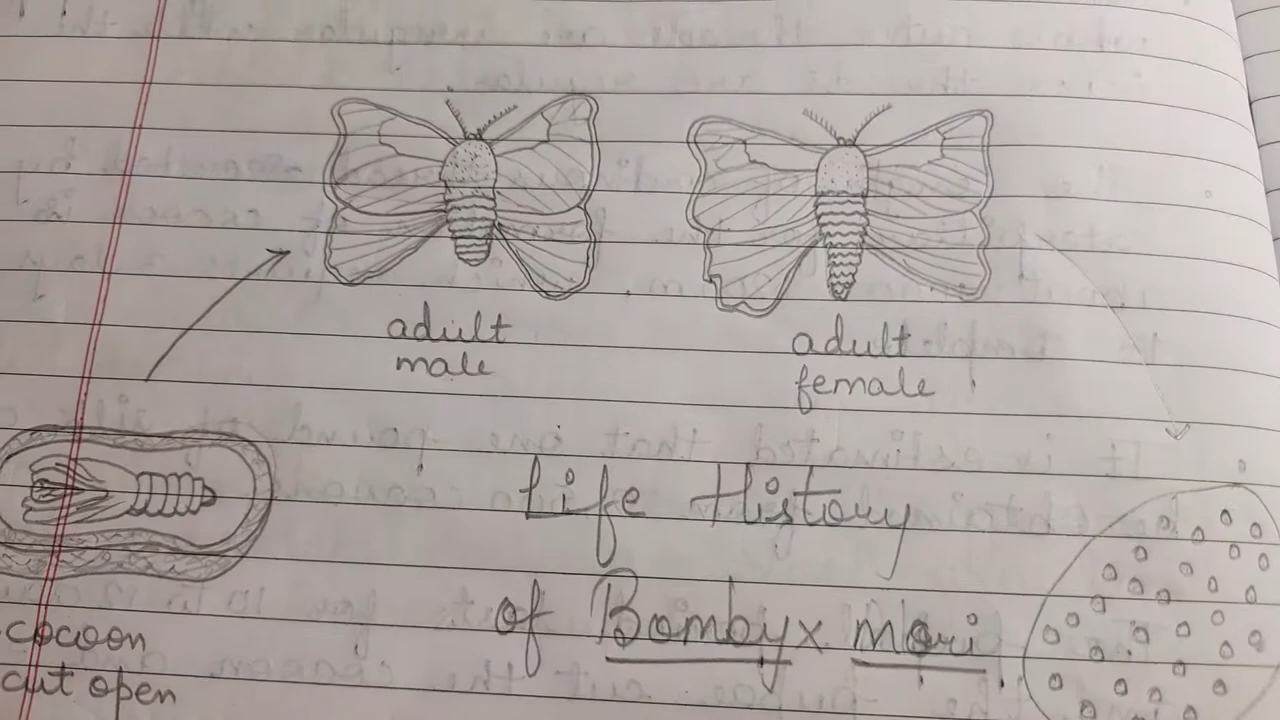 adult
male
adult
female
Life History
of Bombyx mori
cocoon
cut open